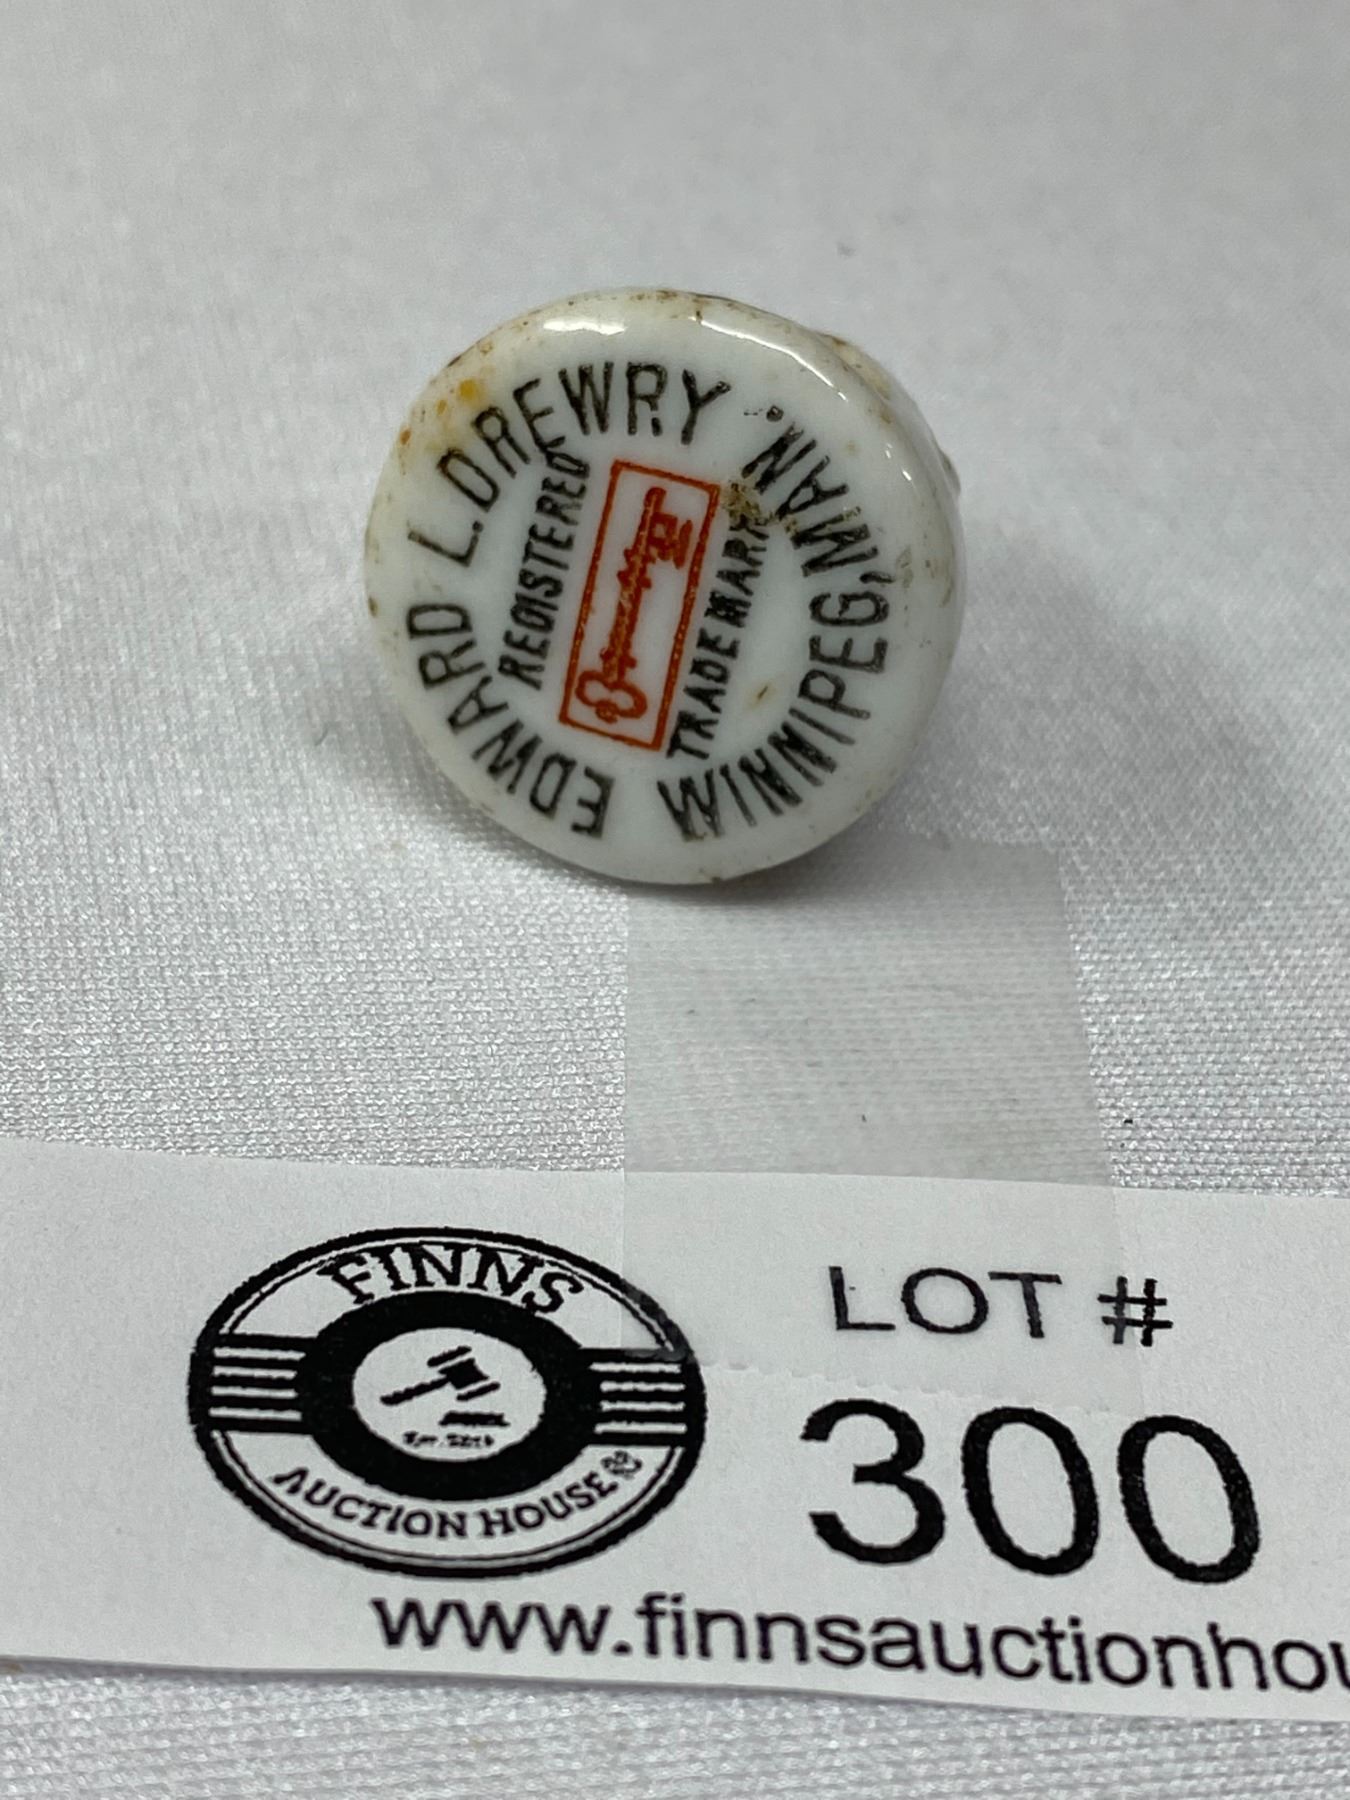 EDWARD L. DREWRY.
WINNIPEG, MAN.
REGISTERED
TRADE MARK
FINNS
AUCTION HOUSE
LOT #
300
www.finnsauctionhou